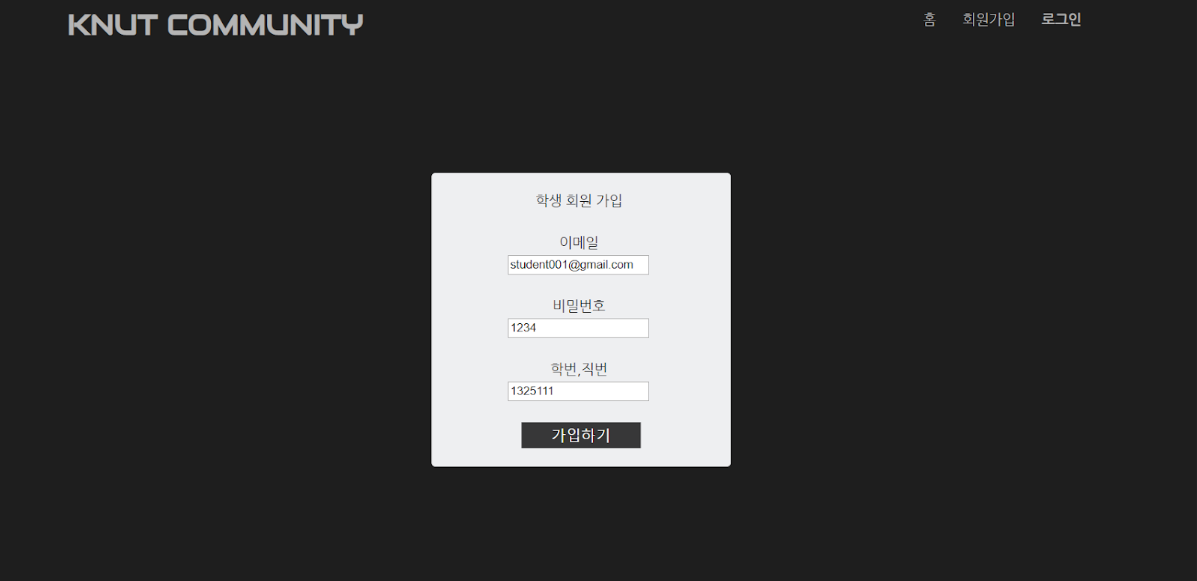 KNUT COMMUNITY
홈 회원가입 로그인
학생 회원 가입
이메일
student001@gmail.com
비밀번호
1234
학번,직번
1325111
가입하기